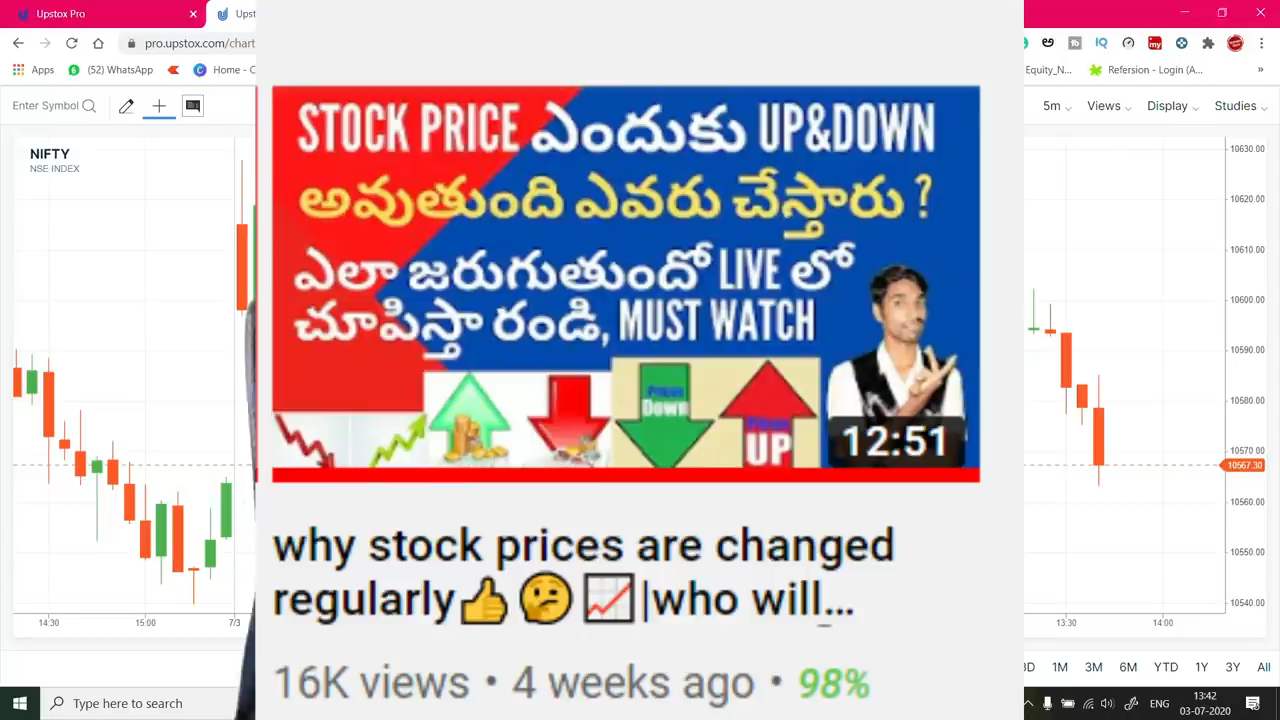 Upstox Pro
Upst
pro.upstox.com/chart
Apps
(52) WhatsApp
Home - C
Equity_N...
Refersion - Login (A...
»
Enter Symbol
5m
Views
Display
Studies
NIFTY
NSE INDEX
STOCK PRICE ఎందుకు UP&DOWN
అవుతుంది ఎవరు చేస్తారు ?
ఎలా జరుగుతుందో LIVE లో
చూపిస్తా రండి, MUST WATCH
Down
UP
12:51
why stock prices are changed
regularly👍🤔📈|who will...
16K views • 4 weeks ago • 98%
10630.00
10620.00
10610.00
10600.00
10590.00
10580.00
10570.00
10567.30
10560.00
10550.00
10540.00
14:30
15:00
7/3
13:30
14:00
3D
1M
3M
6M
YTD
1Y
3Y
All
Type here to search
ENG
13:42
03-07-2020